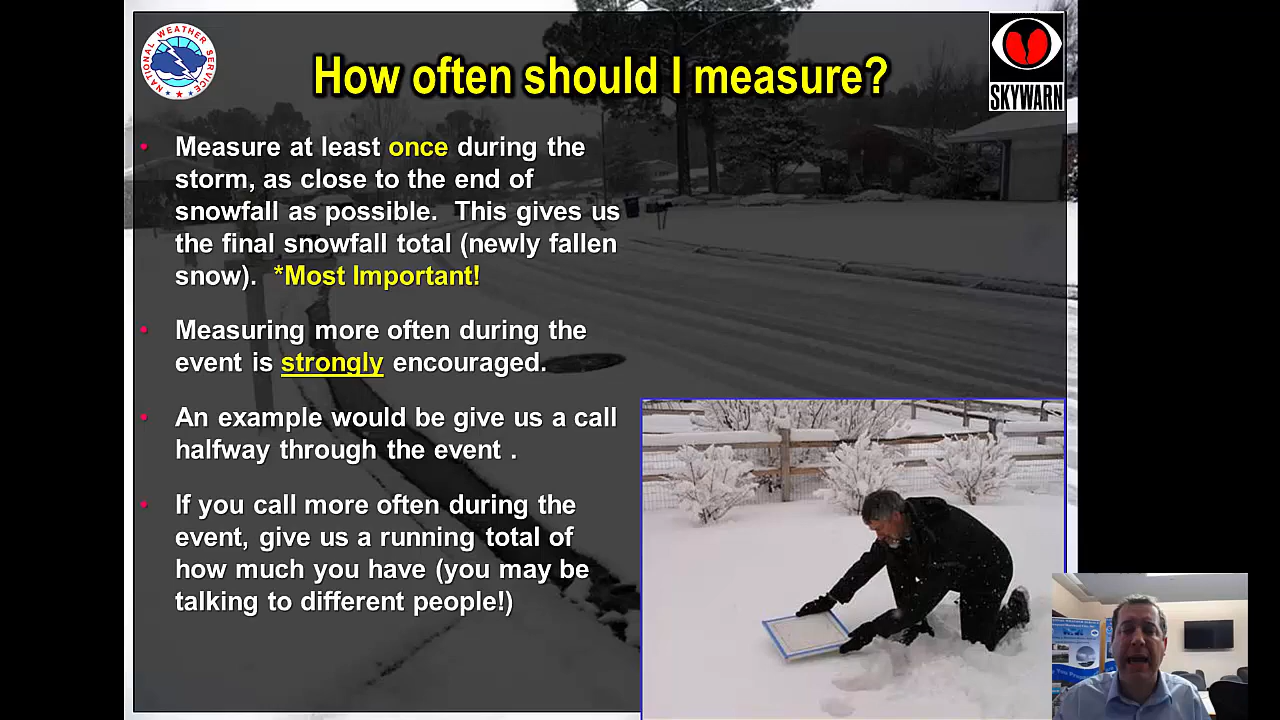 NATIONAL WEATHER SERVICE
How often should I measure?
SKYWARN
• Measure at least once during the
storm, as close to the end of
snowfall as possible.  This gives us
the final snowfall total (newly fallen
snow).  *Most Important!
• Measuring more often during the
event is strongly encouraged.
• An example would be give us a call
halfway through the event .
• If you call more often during the
event, give us a running total of
how much you have (you may be
talking to different people!)